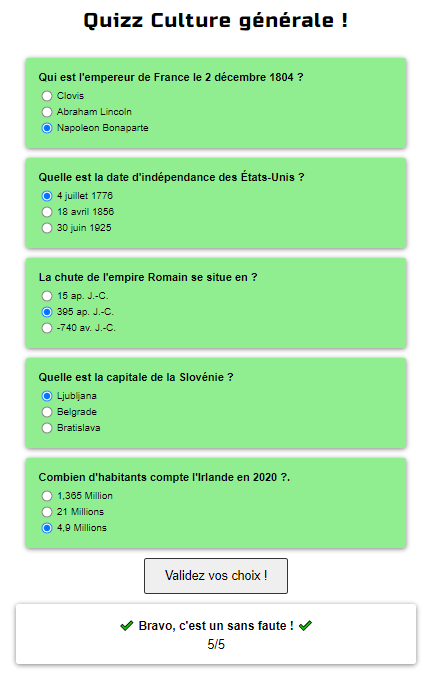 Quizz Culture générale !
Qui est l'empereur de France le 2 décembre 1804 ?
Clovis
Abraham Lincoln
Napoleon Bonaparte
Quelle est la date d'indépendance des États-Unis ?
4 juillet 1776
18 avril 1856
30 juin 1925
La chute de l'empire Romain se situe en ?
15 ap. J.-C.
395 ap. J.-C.
-740 av. J.-C.
Quelle est la capitale de la Slovénie ?
Ljubljana
Belgrade
Bratislava
Combien d'habitants compte l'Irlande en 2020 ?.
1,365 Million
21 Millions
4,9 Millions
Validez vos choix !
✔ Bravo, c'est un sans faute ! ✔
5/5